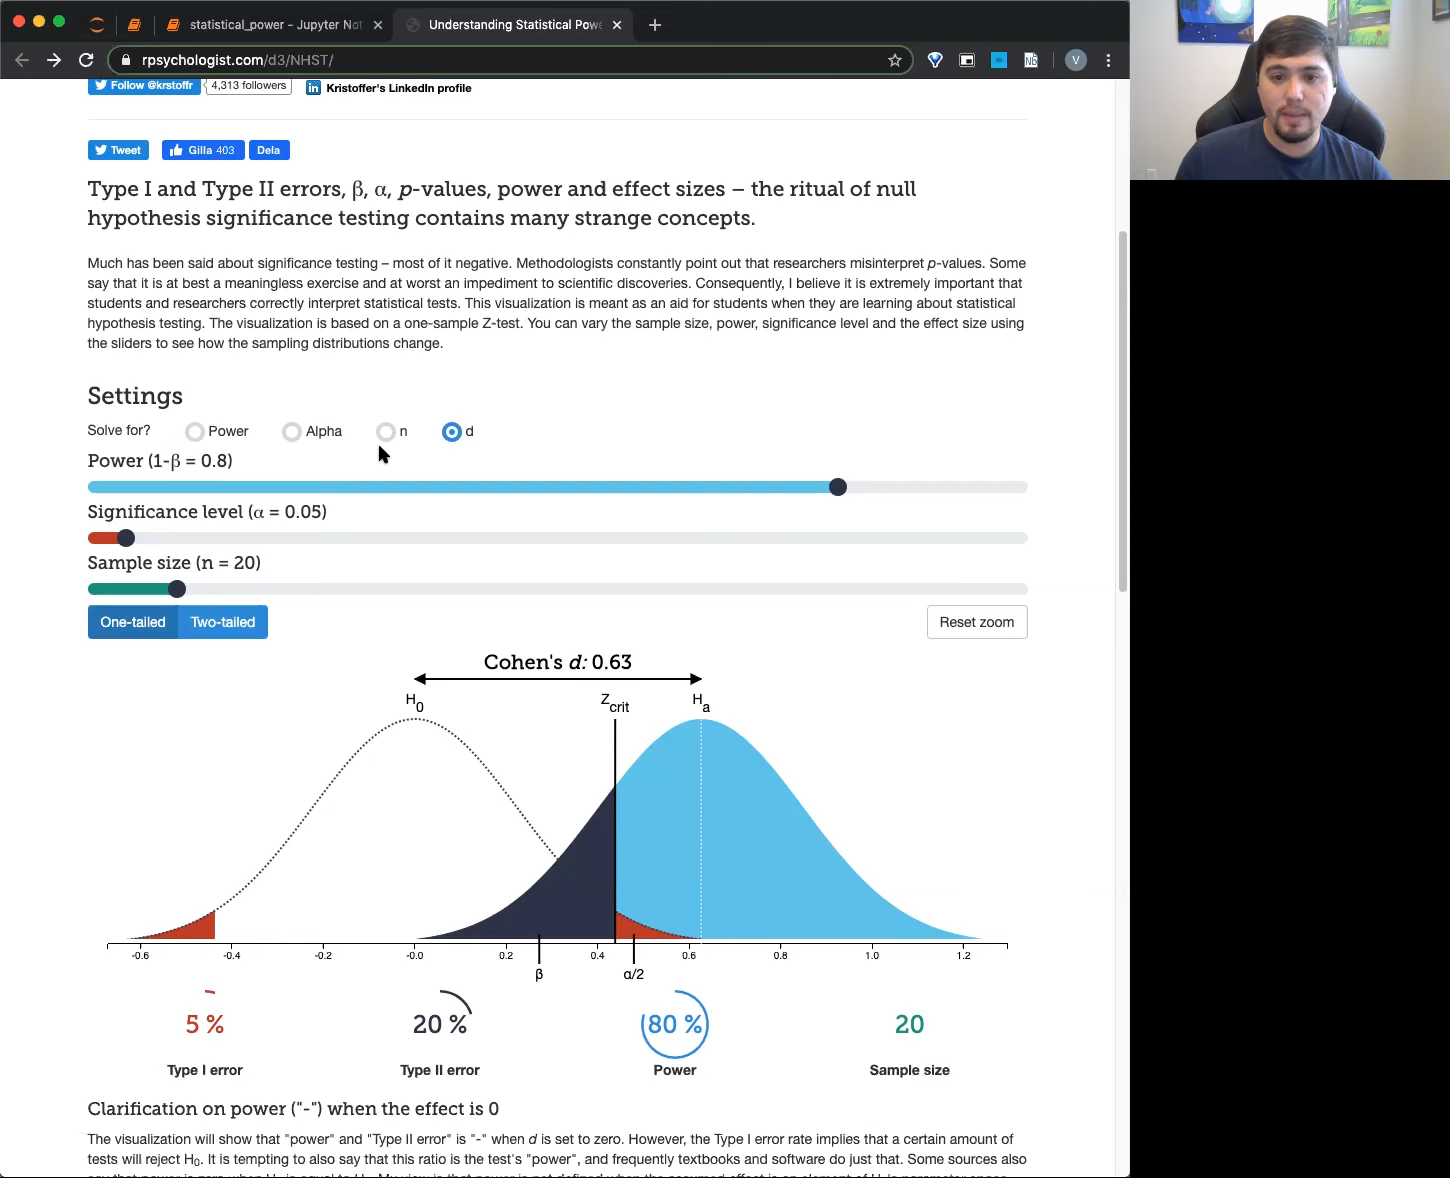 statistical_power - Jupyter Not
Understanding Statistical Powe
rpsychologist.com/d3/NHST/
V
Follow @krstoffr
4,313 followers
in
Kristoffer's LinkedIn profile
Tweet
Gilla 403
Dela
Type I and Type II errors, β, α, p-values, power and effect sizes – the ritual of null
hypothesis significance testing contains many strange concepts.
Much has been said about significance testing – most of it negative. Methodologists constantly point out that researchers misinterpret p-values. Some
say that it is at best a meaningless exercise and at worst an impediment to scientific discoveries. Consequently, I believe it is extremely important that
students and researchers correctly interpret statistical tests. This visualization is meant as an aid for students when they are learning about statistical
hypothesis testing. The visualization is based on a one-sample Z-test. You can vary the sample size, power, significance level and the effect size using
the sliders to see how the sampling distributions change.
Settings
Solve for?
Power
Alpha
n
d
Power (1-β = 0.8)
Significance level (α = 0.05)
Sample size (n = 20)
One-tailed
Two-tailed
Reset zoom
Cohen's d: 0.63
H0
Zcrit
Ha
-0.6
-0.4
-0.2
-0.0
0.2
0.4
0.6
0.8
1.0
1.2
β
α/2
5 %
20 %
80 %
20
Type I error
Type II error
Power
Sample size
Clarification on power ("-") when the effect is 0
The visualization will show that "power" and "Type II error" is "-" when d is set to zero. However, the Type I error rate implies that a certain amount of
tests will reject H0. It is tempting to also say that this ratio is the test's "power", and frequently textbooks and software do just that. Some sources also